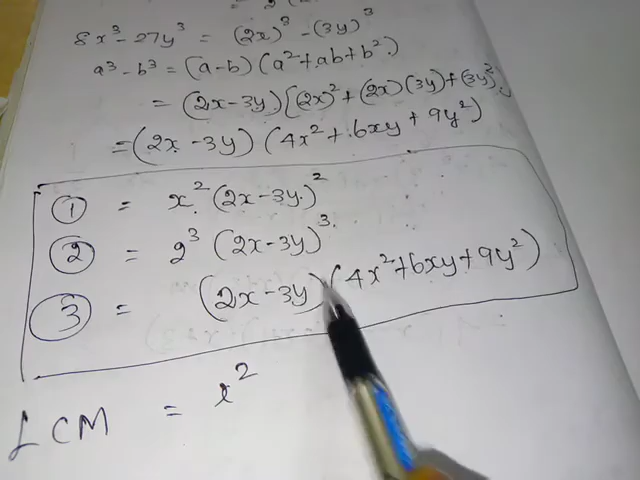 8x³ - 27y³ = (2x)³ - (3y)³
a³ - b³ = (a-b) (a² + ab + b²)
= (2x - 3y) [(2x)² + (2x) (3y) + (3y)²]
= (2x - 3y) (4x² + 6xy + 9y²)
① = x² (2x - 3y)²
② = 2³ (2x - 3y)³
③ = (2x - 3y) (4x² + 6xy + 9y²)
LCM = x²